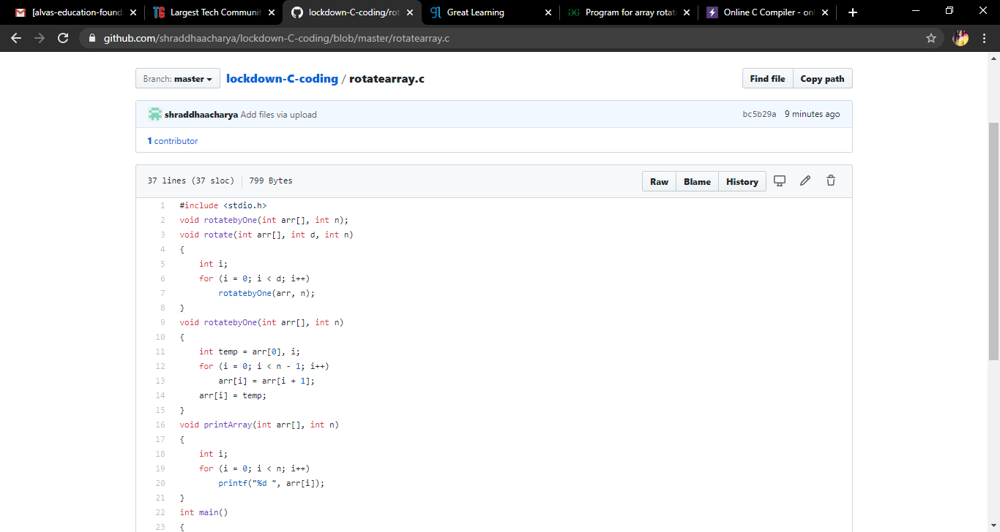 [alvas-education-found
Largest Tech Communit
lockdown-C-coding/rot
Great Learning
Program for array rotat
Online C Compiler - onl
github.com/shraddhaacharya/lockdown-C-coding/blob/master/rotatearray.c
Branch: master
lockdown-C-coding / rotatearray.c
Find file
Copy path
shraddhaacharya Add files via upload
bc5b29a 9 minutes ago
1 contributor
37 lines (37 sloc) 799 Bytes
Raw
Blame
History
1 #include <stdio.h>
2 void rotatebyOne(int arr[], int n);
3 void rotate(int arr[], int d, int n)
4 {
5     int i;
6     for (i = 0; i < d; i++)
7         rotatebyOne(arr, n);
8 }
9 void rotatebyOne(int arr[], int n)
10 {
11     int temp = arr[0], i;
12     for (i = 0; i < n - 1; i++)
13         arr[i] = arr[i + 1];
14     arr[i] = temp;
15 }
16 void printArray(int arr[], int n)
17 {
18     int i;
19     for (i = 0; i < n; i++)
20         printf("%d ", arr[i]);
21 }
22 int main()
23 {